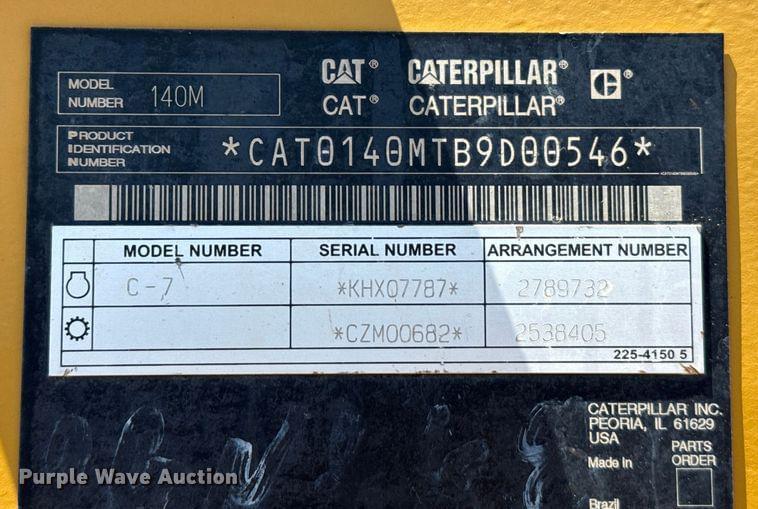 MODEL NUMBER 140M
CAT® CATERPILLAR® C®
CAT® CATERPILLAR®
PRODUCT IDENTIFICATION NUMBER *CAT0140MTB9D00546*
MODEL NUMBER SERIAL NUMBER ARRANGEMENT NUMBER
C-7 *KHX07787* 2789732
*CZM00682* 2538405
225-4150 5
CATERPILLAR INC.
PEORIA, IL 61629
USA
PARTS ORDER
Made In
Brazil
Purple Wave Auction